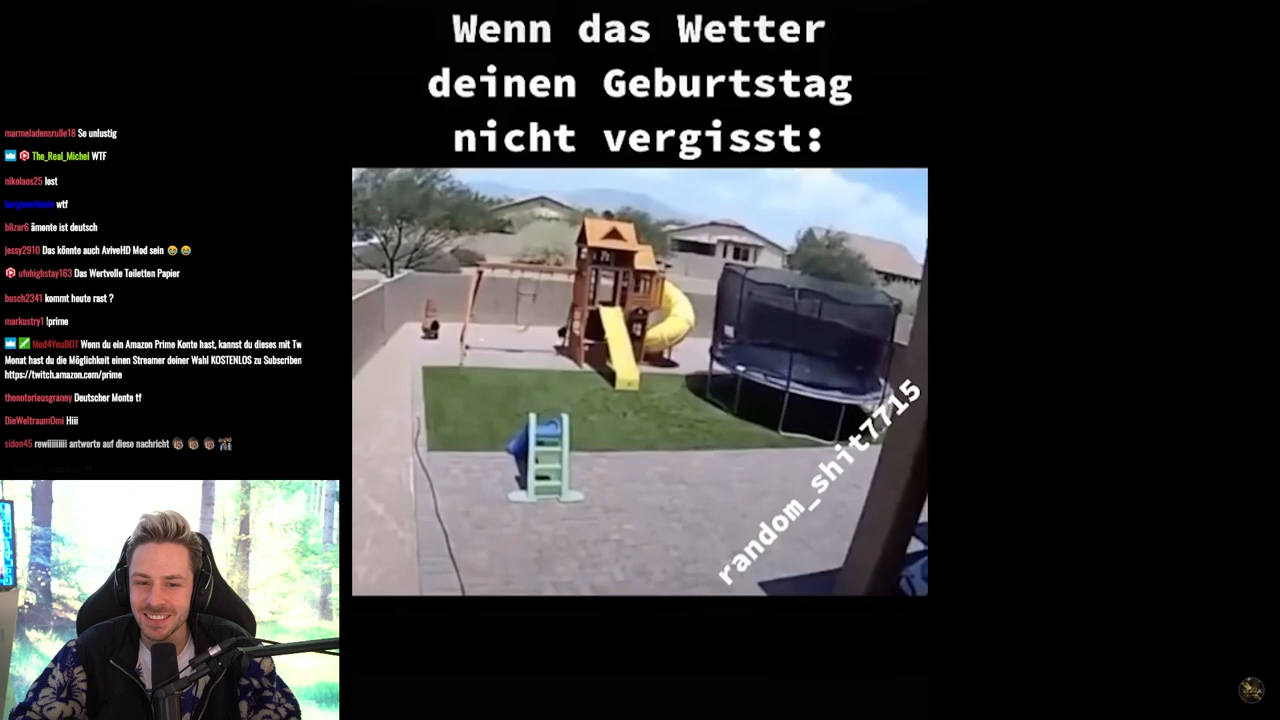 Wenn das Wetter
deinen Geburtstag
nicht vergisst:
marmeladensrulle18 So unlustig
The_Real_Michel WTF
nikolaes25 lost
wtf
blizar6 ämonte ist deutsch
jessy2910 Das könnte auch AviveHD Mod sein 😂 😂
ufohighstay163 Das Wertvolle Toiletten Papier
busch2341 kommt heute rast ?
markustry1 !prime
Mod4YouBOT Wenn du ein Amazon Prime Konto hast, kannst du dieses mit Tw
Monat hast du die Möglichkeit einen Streamer deiner Wahl KOSTENLOS zu Subscriben
https://twitch.amazon.com/prime
thenotoriousgranny Deutscher Monte tf
DieWeltraumOmi Hiii
sidon45 rewiiiiiiiiii antworte auf diese nachricht
random_shit7715